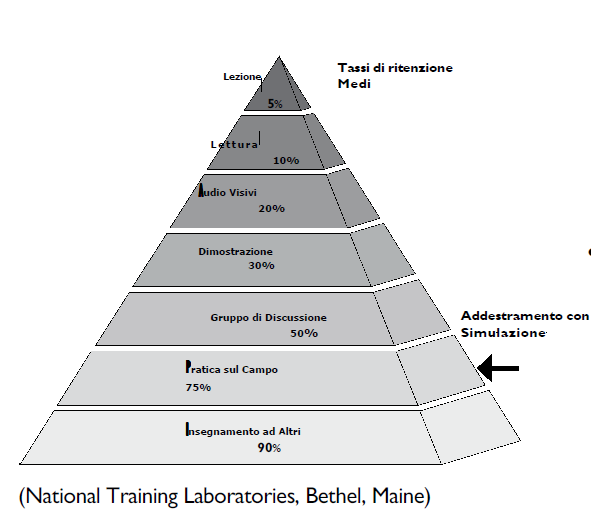 Tassi di ritenzione
Medi
Lezione
5%
Lettura
10%
Audio Visivi
20%
Dimostrazione
30%
Gruppo di Discussione
50%
Addestramento con
Simulazione
Pratica sul Campo
75%
Insegnamento ad Altri
90%
(National Training Laboratories, Bethel, Maine)